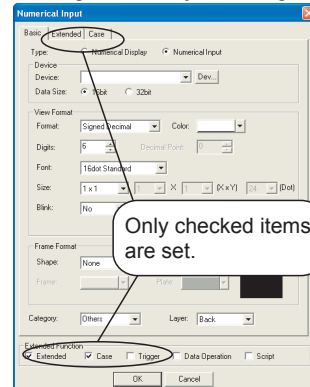 Numerical Input
Basic Extended Case
Type: Numerical Display Numerical Input
Device
Device: Dev...
Data Size: 16bit 32bit
View Format
Format: Signed Decimal Color:
Digits: 6 Decimal Point: 0
Font: 16dot Standard
Size: 1 x 1 1 X 1 (X x Y) 24 (Dot)
Blink: No
Only checked items
are set.
Frame Format
Shape: None
Frame: Plate:
Category: Others Layer: Back
Extended Function
Extended Case Trigger Data Operation Script
OK Cancel